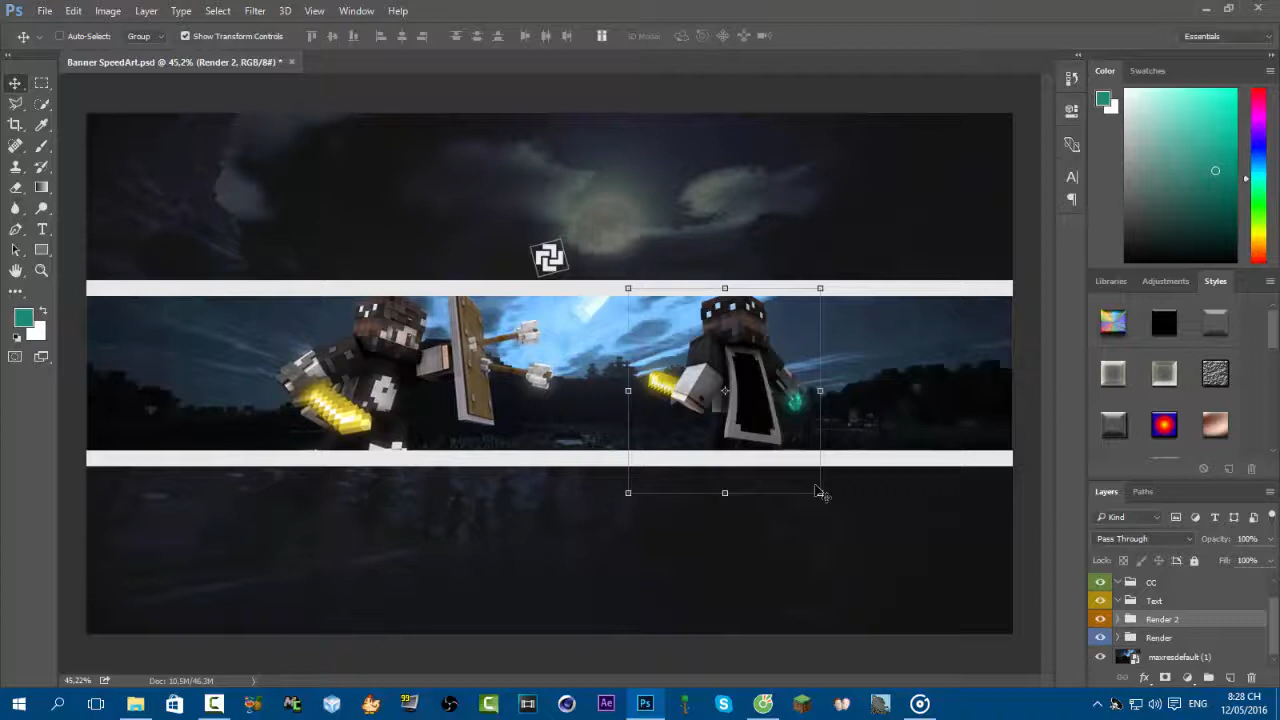 Ps File Edit Image Layer Type Select Filter 3D View Window Help
Auto-Select: Group Show Transform Controls 3D Model: Essentials
Banner SpeedArt.psd @ 45,2% (Render 2, RGB/8#) *
Color Swatches
Libraries Adjustments Styles
Layers Paths
Kind
Pass Through Opacity: 100%
Lock: Fill: 100%
CC
Text
Render 2
Render
maxresdefault (1)
45,22% Doc: 10,5M/46,3M
Ae Ps
ENG
8:28 CH
12/05/2016